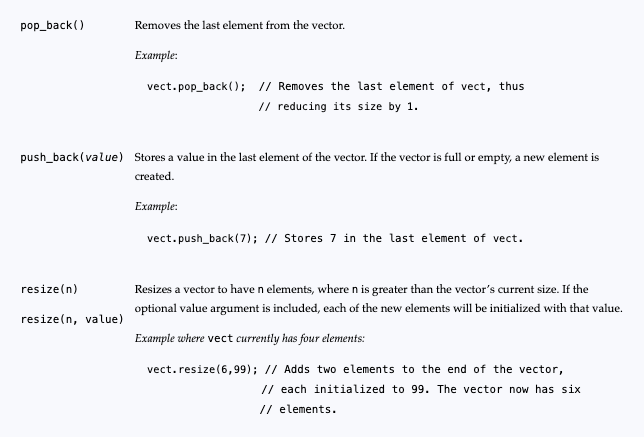 pop_back() Removes the last element from the vector.
Example:
vect.pop_back(); // Removes the last element of vect, thus
// reducing its size by 1.
push_back(value) Stores a value in the last element of the vector. If the vector is full or empty, a new element is
created.
Example:
vect.push_back(7); // Stores 7 in the last element of vect.
resize(n) Resizes a vector to have n elements, where n is greater than the vector’s current size. If the
optional value argument is included, each of the new elements will be initialized with that value.
resize(n, value)
Example where vect currently has four elements:
vect.resize(6,99); // Adds two elements to the end of the vector,
// each initialized to 99. The vector now has six
// elements.